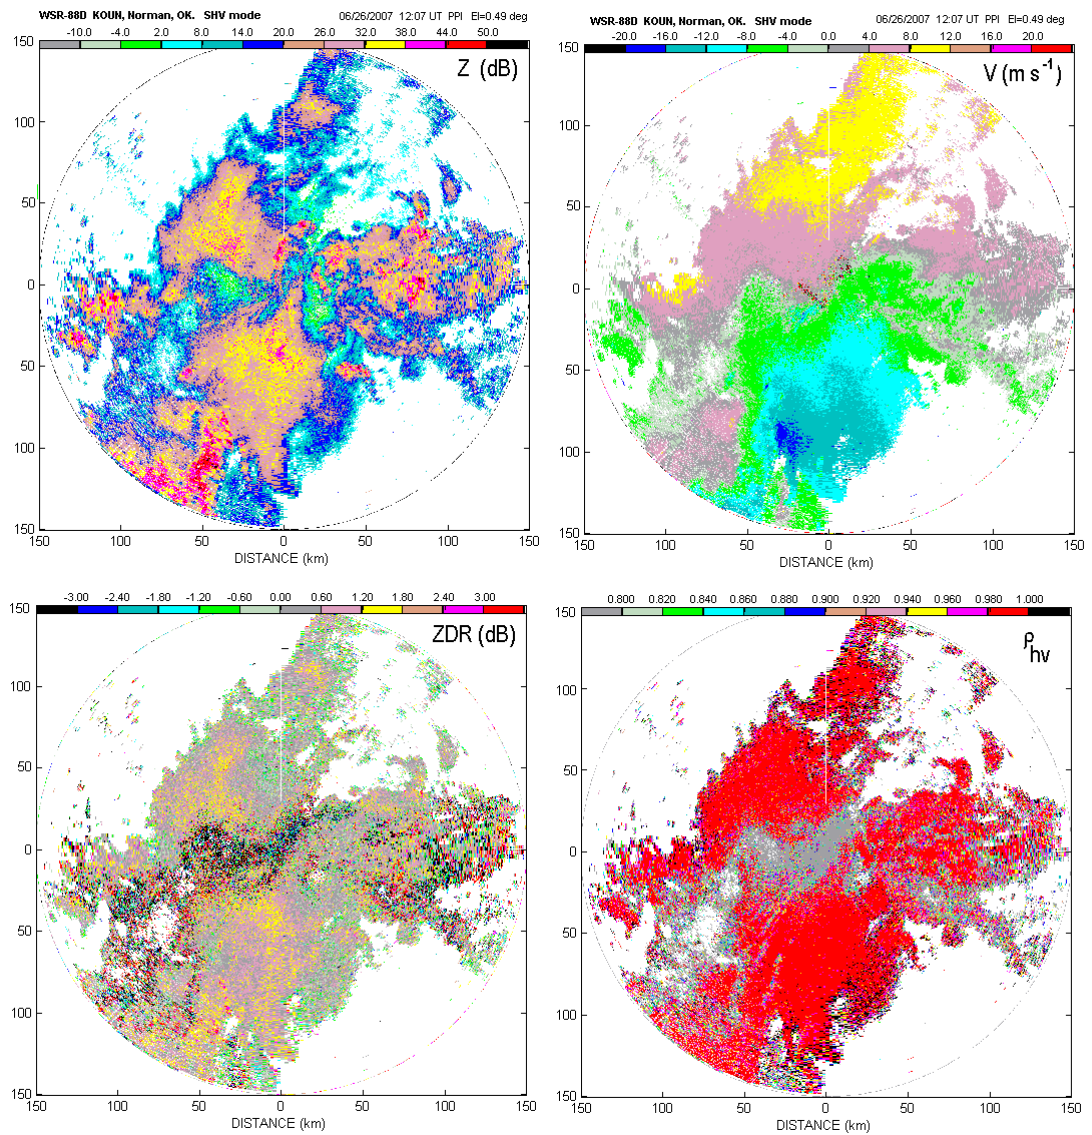 WSR-88D KOUN, Norman, OK. SHV mode 06/26/2007 12:07 UT PPI El=0.49 deg
-10.0 -4.0 2.0 8.0 14.0 20.0 26.0 32.0 38.0 44.0 50.0
Z (dB)
150
100
50
0
50
100
150
150 100 50 0 50 100 150
DISTANCE (km)
WSR-88D KOUN, Norman, OK. SHV mode 06/26/2007 12:07 UT PPI El=0.49 deg
-20.0 -16.0 -12.0 -8.0 -4.0 0.0 4.0 8.0 12.0 16.0 20.0
V (m s-1)
150
100
50
0
50
100
150
150 100 50 0 50 100 150
DISTANCE (km)
-3.00 -2.40 -1.80 -1.20 -0.60 0.00 0.60 1.20 1.80 2.40 3.00
ZDR (dB)
150
100
50
0
50
100
150
150 100 50 0 50 100 150
DISTANCE (km)
0.800 0.820 0.840 0.860 0.880 0.900 0.920 0.940 0.960 0.980 1.000
ρhv
150
100
50
0
50
100
150
150 100 50 0 50 100 150
DISTANCE (km)